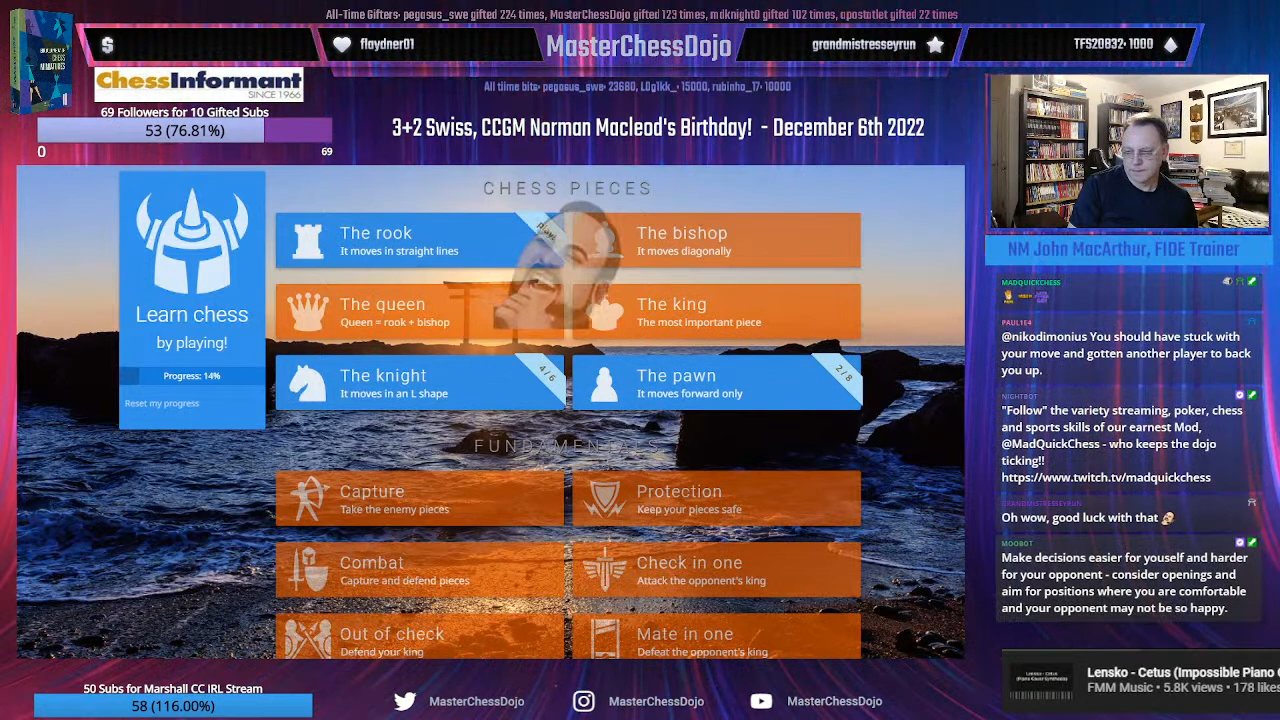 All-Time Gifters· pegasus_swe gifted 224 times, MasterChessDojo gifted 123 times, mdknight0 gifted 102 times, apostatlet gifted 22 times
$
flaydner01
MasterChessDojo
grandmistresseyrun
TFS20832· 1000
ChessInformant
SINCE 1966
All tiime bits· pegasus_swe· 23680, L0g1kk_· 15000, rubinho_17· 10000
69 Followers for 10 Gifted Subs
53 (76.81%)
0
69
3+2 Swiss, CCGM Norman Macleod's Birthday! - December 6th 2022
CHESS PIECES
The rook
It moves in straight lines
The bishop
It moves diagonally
The queen
Queen = rook + bishop
The king
The most important piece
The knight
It moves in an L shape
4/6
The pawn
It moves forward only
2/8
Learn chess
by playing!
Progress: 14%
Reset my progress
FUNDAMENTALS
Capture
Take the enemy pieces
Protection
Keep your pieces safe
Combat
Capture and defend pieces
Check in one
Attack the opponent's king
Out of check
Defend your king
Mate in one
Defeat the opponent's king
NM John MacArthur, FIDE Trainer
MADQUICKCHESS
PAUL1E4
@nikodimonius You should have stuck with
your move and gotten another player to back
you up.
NIGHTBOT
"Follow" the variety streaming, poker, chess
and sports skills of our earnest Mod,
@MadQuickChess - who keeps the dojo
ticking!!
https://www.twitch.tv/madquickchess
GRANDMISTRESSEYRUN
Oh wow, good luck with that
MOOBOT
Make decisions easier for youself and harder
for your opponent - consider openings and
aim for positions where you are comfortable
and your opponent may not be so happy.
Lensko - Cetus (Impossible Piano
FMM Music • 5.8K views • 178 likes
50 Subs for Marshall CC IRL Stream
58 (116.00%)
MasterChessDojo
MasterChessDojo
MasterChessDojo